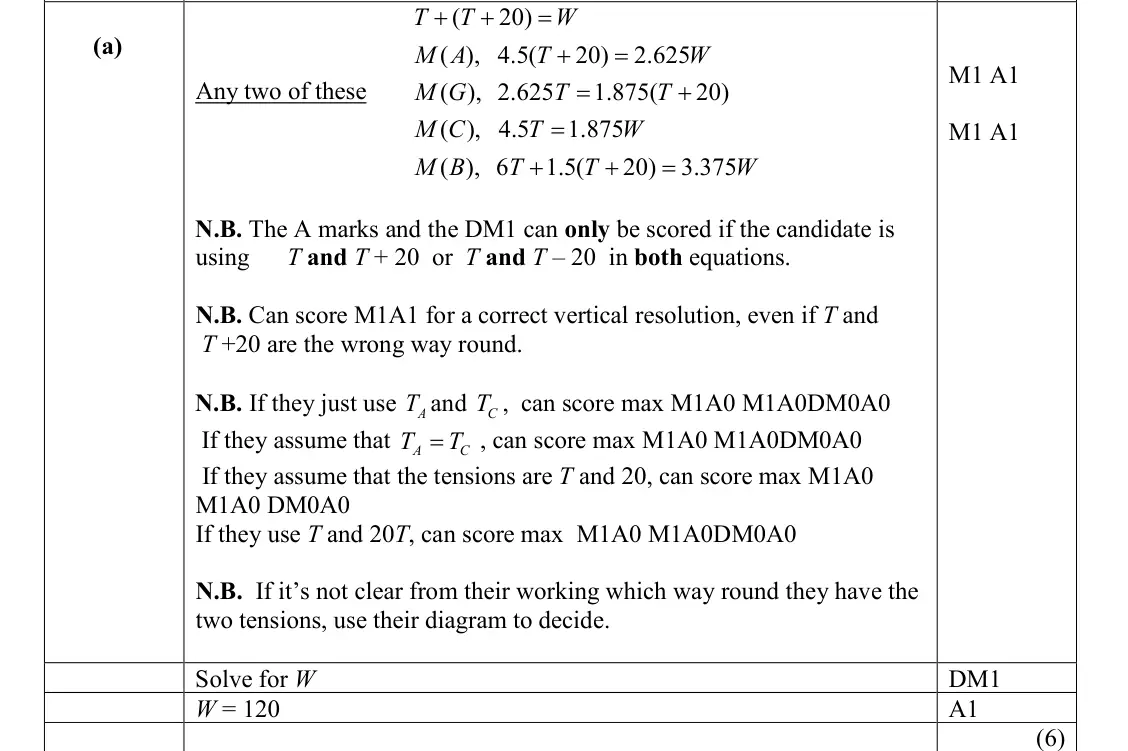 (a)
T + (T + 20) = W
M(A), 4.5(T + 20) = 2.625W
Any two of these
M(G), 2.625T = 1.875(T + 20)
M(C), 4.5T = 1.875W
M(B), 6T + 1.5(T + 20) = 3.375W
M1 A1
M1 A1
N.B. The A marks and the DM1 can only be scored if the candidate is
using T and T + 20 or T and T – 20 in both equations.
N.B. Can score M1A1 for a correct vertical resolution, even if T and
T +20 are the wrong way round.
N.B. If they just use T_A and T_C , can score max M1A0 M1A0DM0A0
If they assume that T_A = T_C , can score max M1A0 M1A0DM0A0
If they assume that the tensions are T and 20, can score max M1A0
M1A0 DM0A0
If they use T and 20T, can score max M1A0 M1A0DM0A0
N.B. If it’s not clear from their working which way round they have the
two tensions, use their diagram to decide.
Solve for W DM1
W = 120 A1
(6)